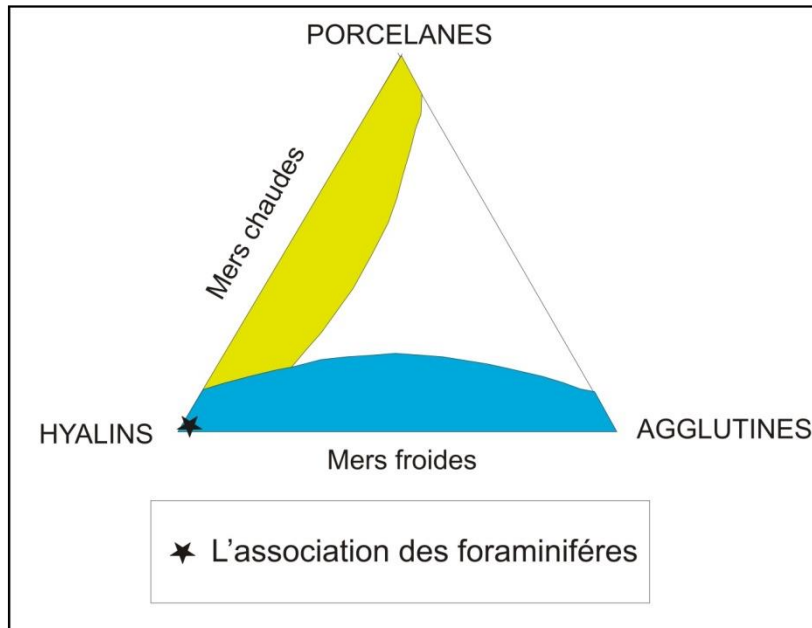 PORCELANES
Mers chaudes
HYALINS
AGGLUTINES
Mers froides
L'association des foraminiféres